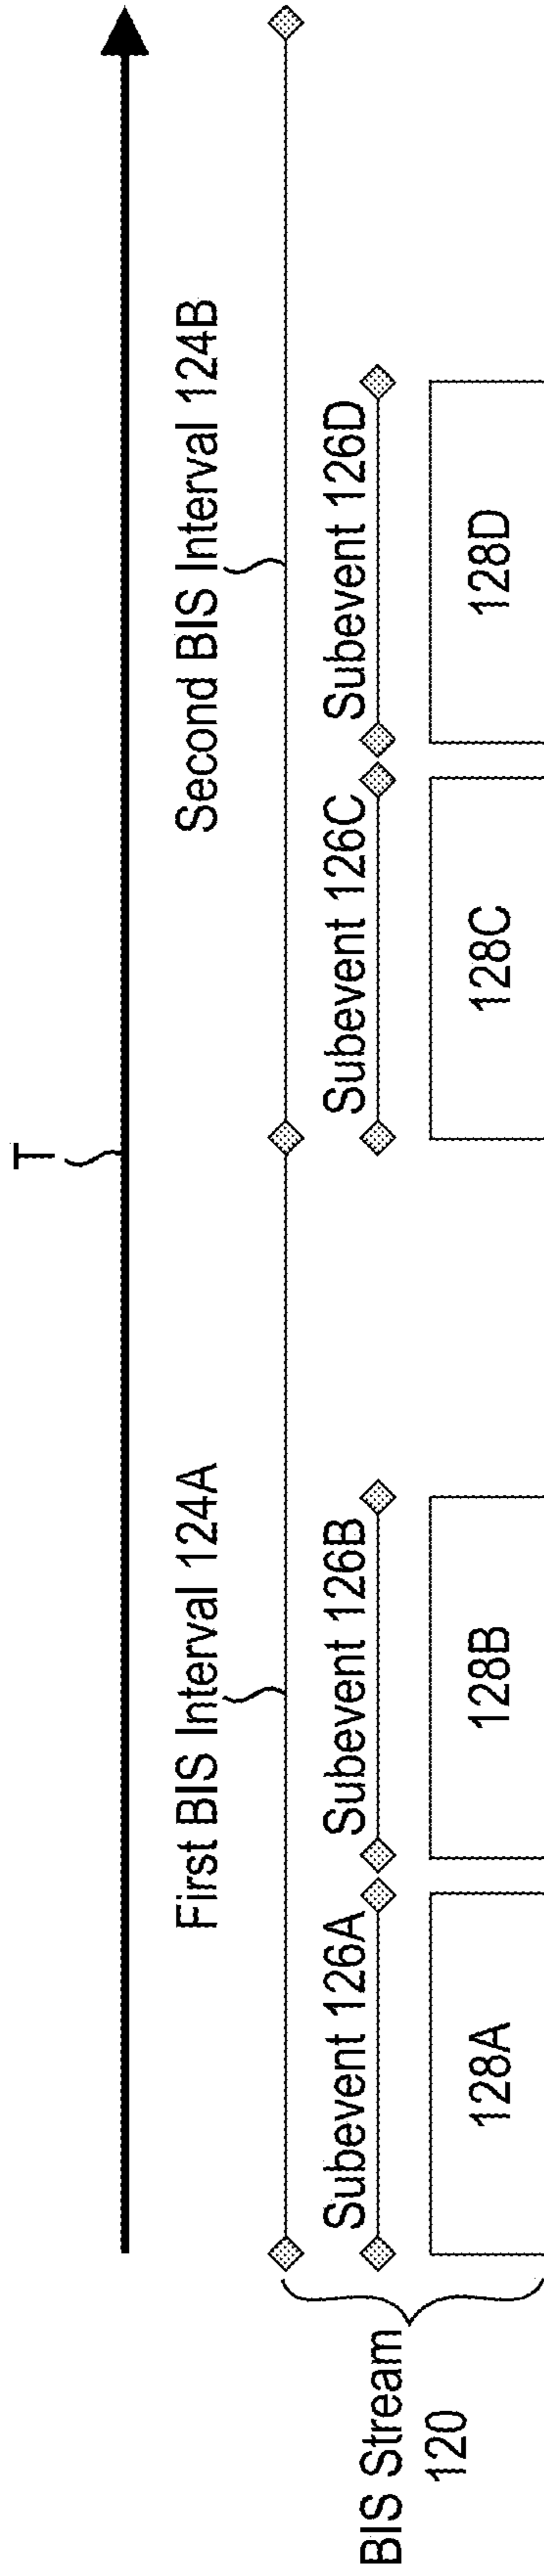 T
First BIS Interval 124A
Second BIS Interval 124B
Subevent 126A
Subevent 126B
Subevent 126C
Subevent 126D
BIS Stream
120
128A
128B
128C
128D